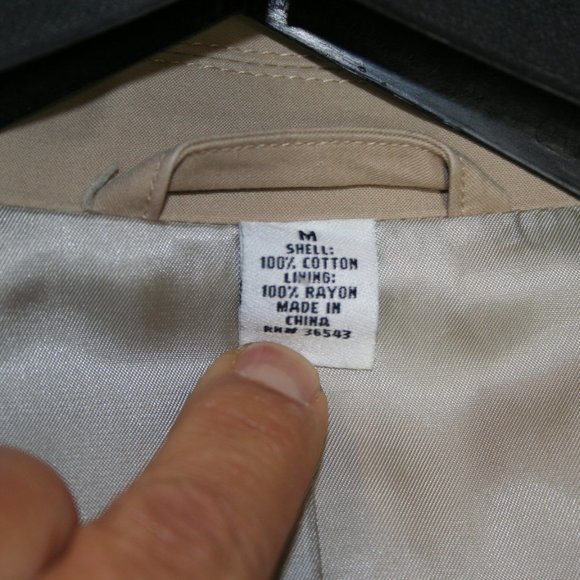 M
SHELL:
100% COTTON
LINING:
100% RAYON
MADE IN
CHINA
RN# 36543